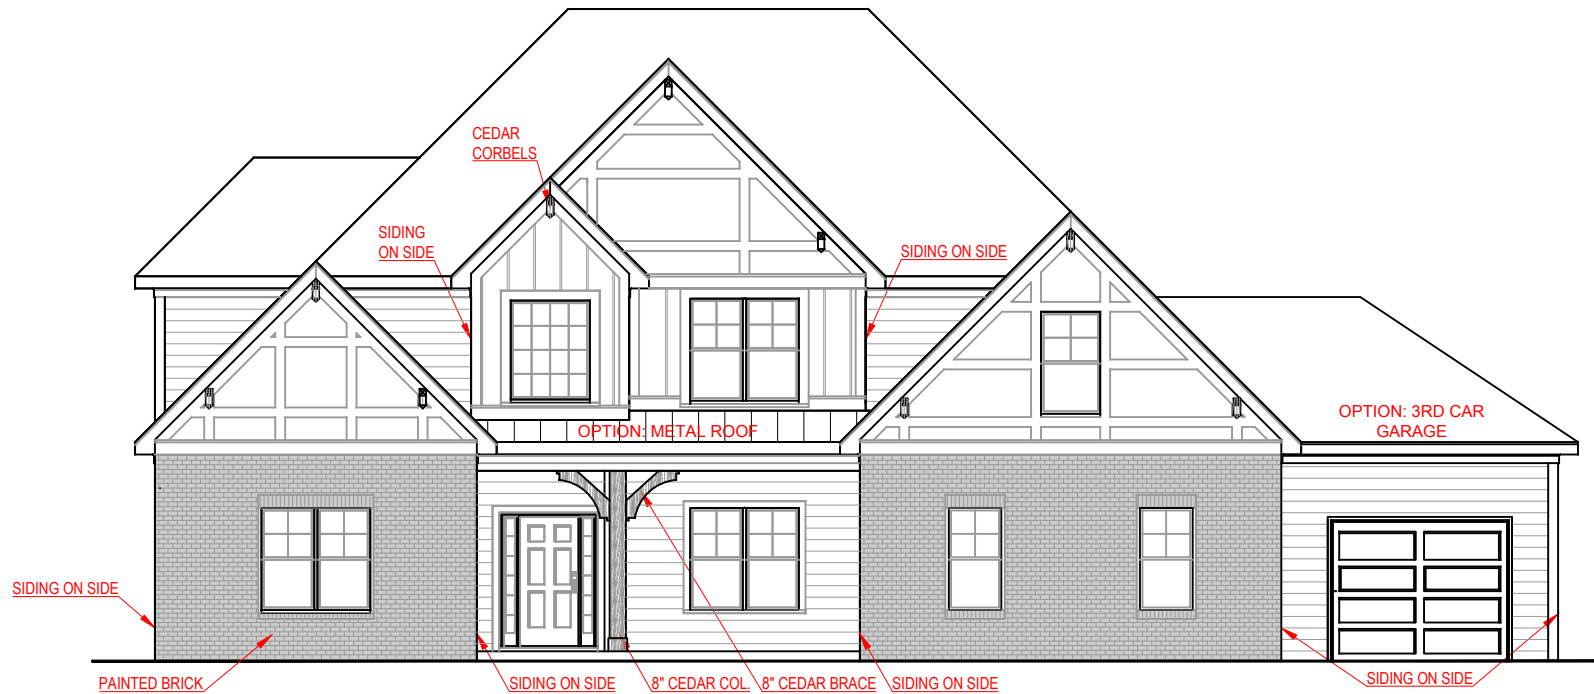 CEDAR
CORBELS
SIDING
ON SIDE
SIDING ON SIDE
OPTION: METAL ROOF
OPTION: 3RD CAR
GARAGE
SIDING ON SIDE
PAINTED BRICK
SIDING ON SIDE
8" CEDAR COL.
8" CEDAR BRACE
SIDING ON SIDE
SIDING ON SIDE